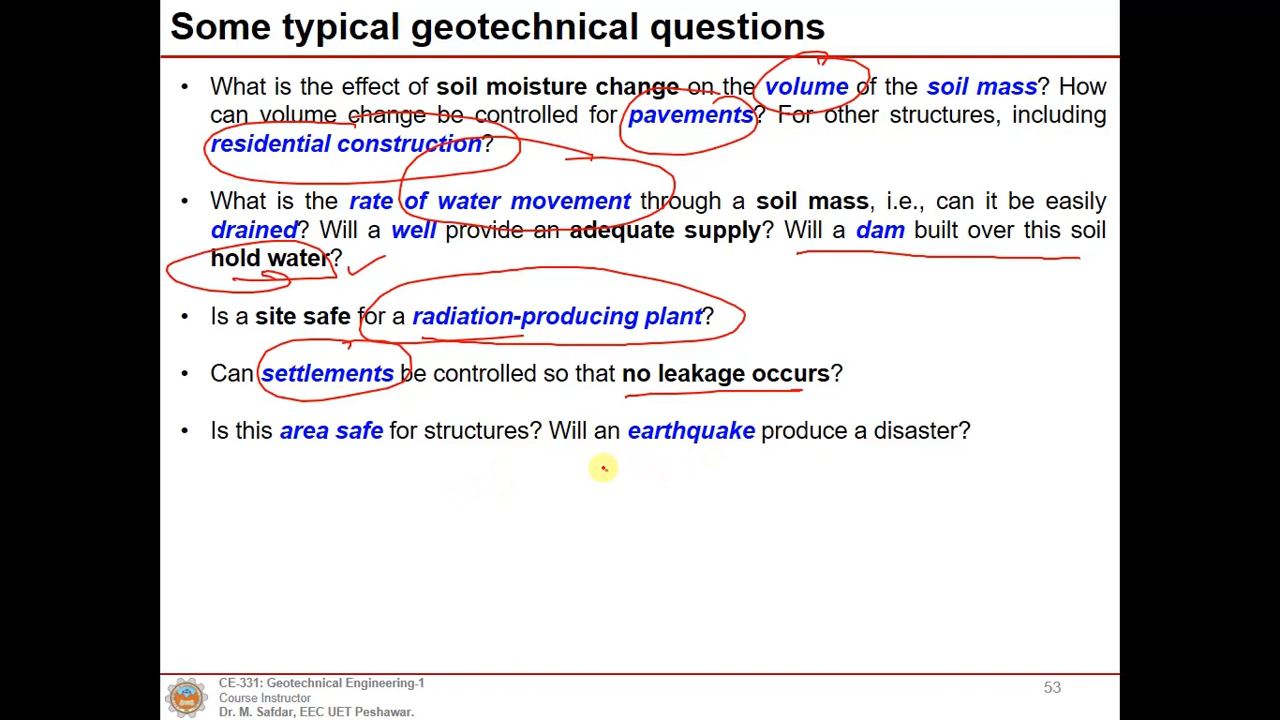 Some typical geotechnical questions
• What is the effect of soil moisture change on the volume of the soil mass? How
can volume change be controlled for pavements? For other structures, including
residential construction?
• What is the rate of water movement through a soil mass, i.e., can it be easily
drained? Will a well provide an adequate supply? Will a dam built over this soil
hold water?
• Is a site safe for a radiation-producing plant?
• Can settlements be controlled so that no leakage occurs?
• Is this area safe for structures? Will an earthquake produce a disaster?
CE-331: Geotechnical Engineering-1
Course Instructor
Dr. M. Safdar, EEC UET Peshawar.
53